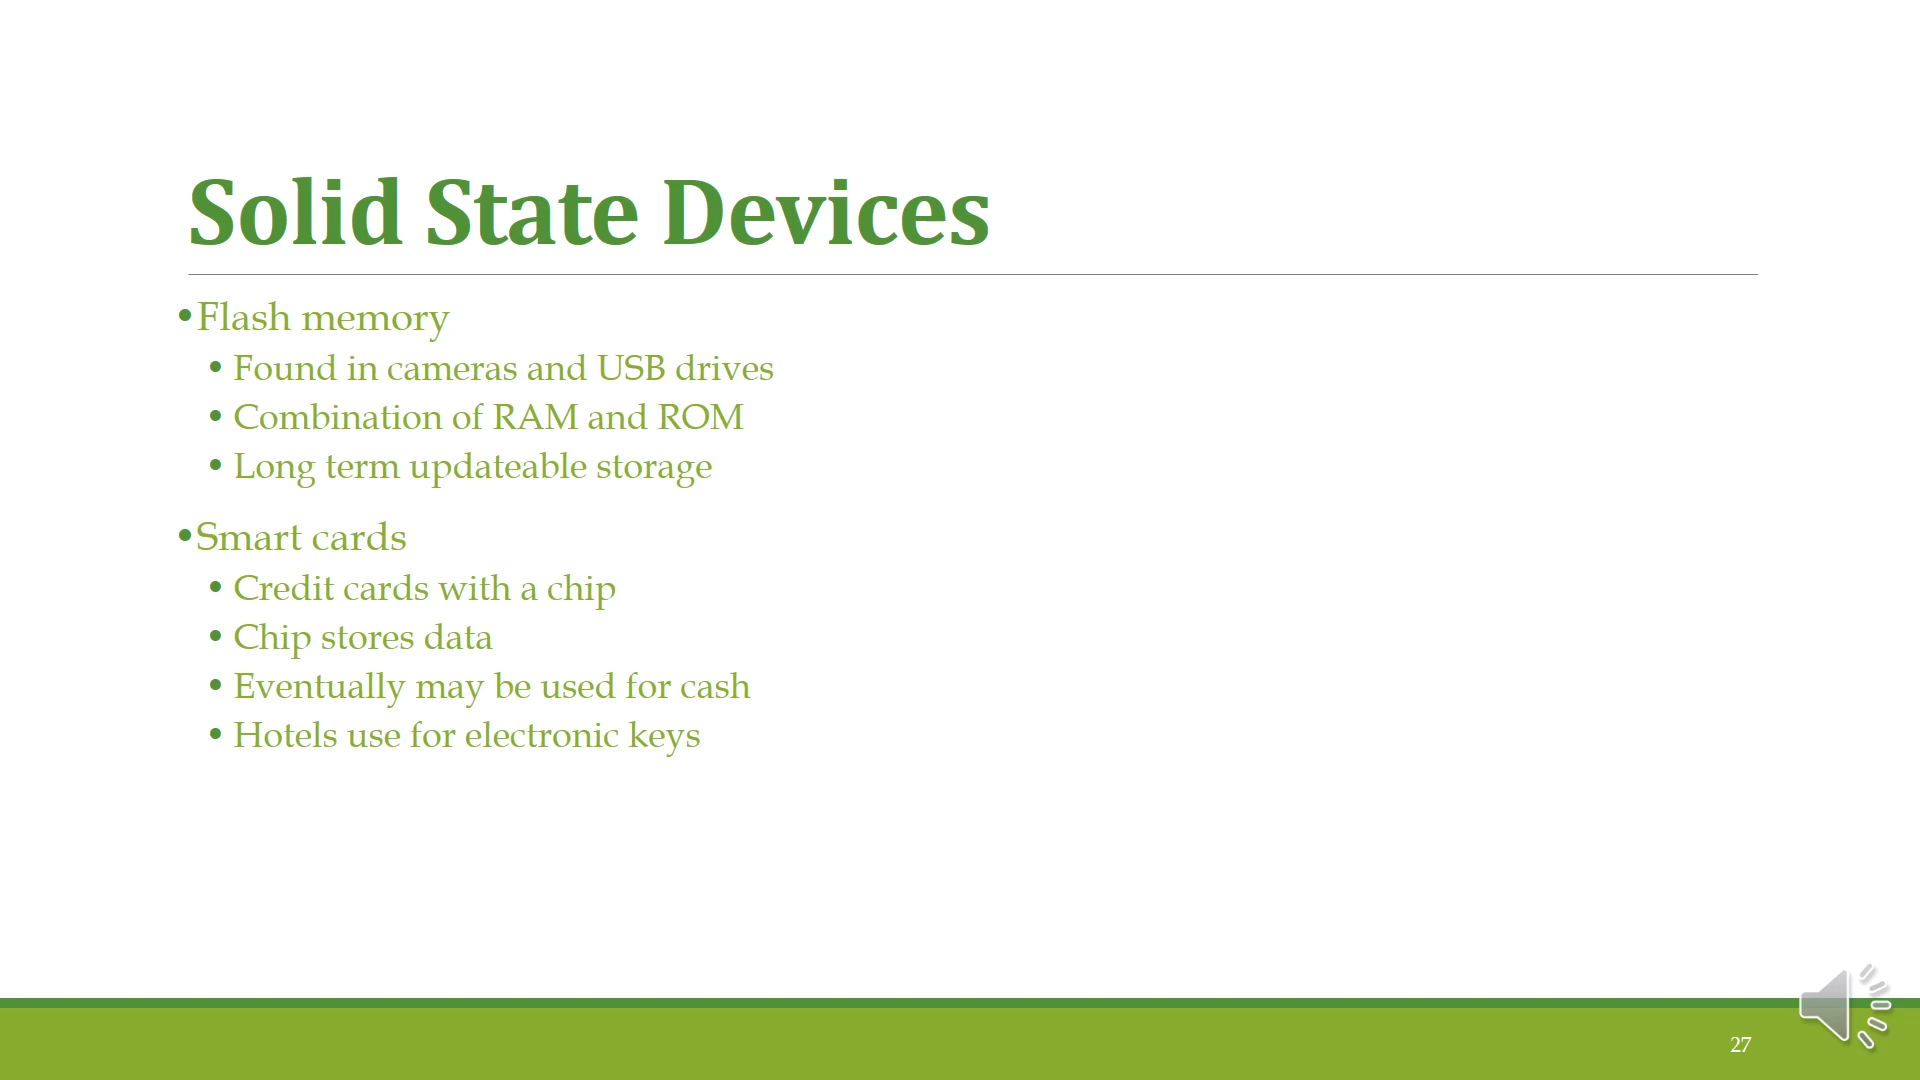 Solid State Devices
•Flash memory
• Found in cameras and USB drives
• Combination of RAM and ROM
• Long term updateable storage
•Smart cards
• Credit cards with a chip
• Chip stores data
• Eventually may be used for cash
• Hotels use for electronic keys
27